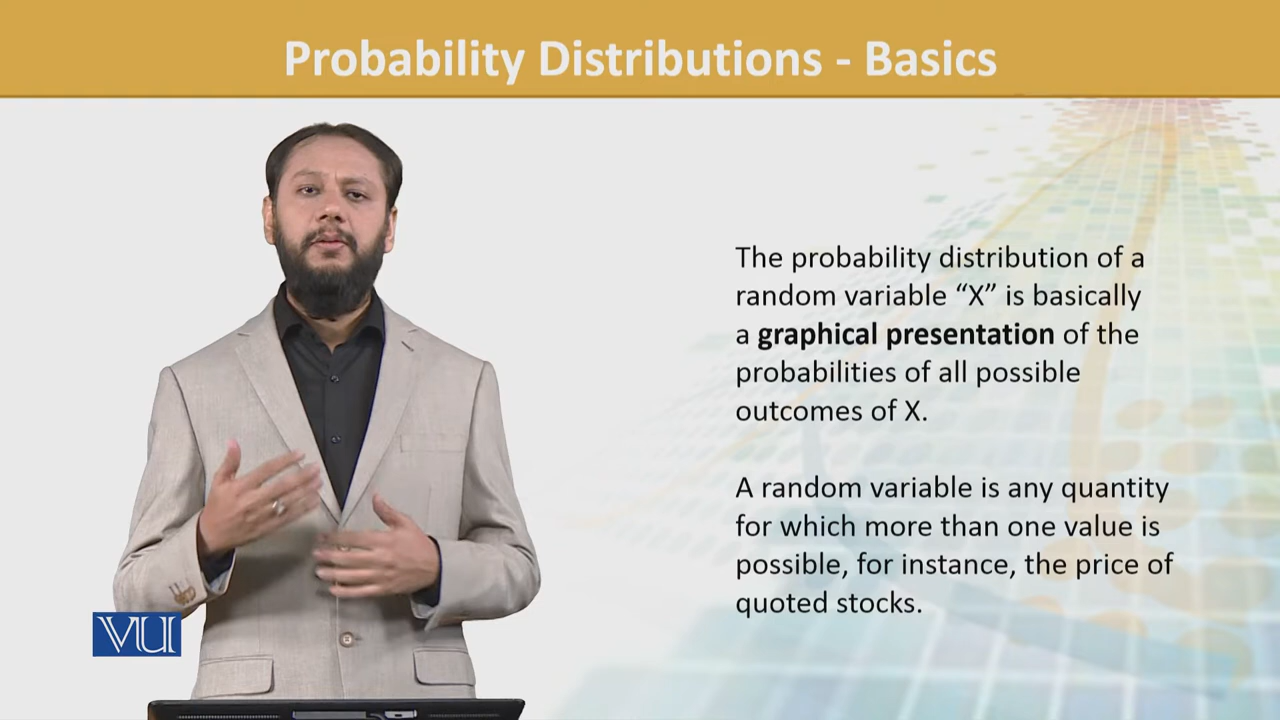 Probability Distributions - Basics
The probability distribution of a
random variable “X” is basically
a graphical presentation of the
probabilities of all possible
outcomes of X.
A random variable is any quantity
for which more than one value is
possible, for instance, the price of
quoted stocks.
VU